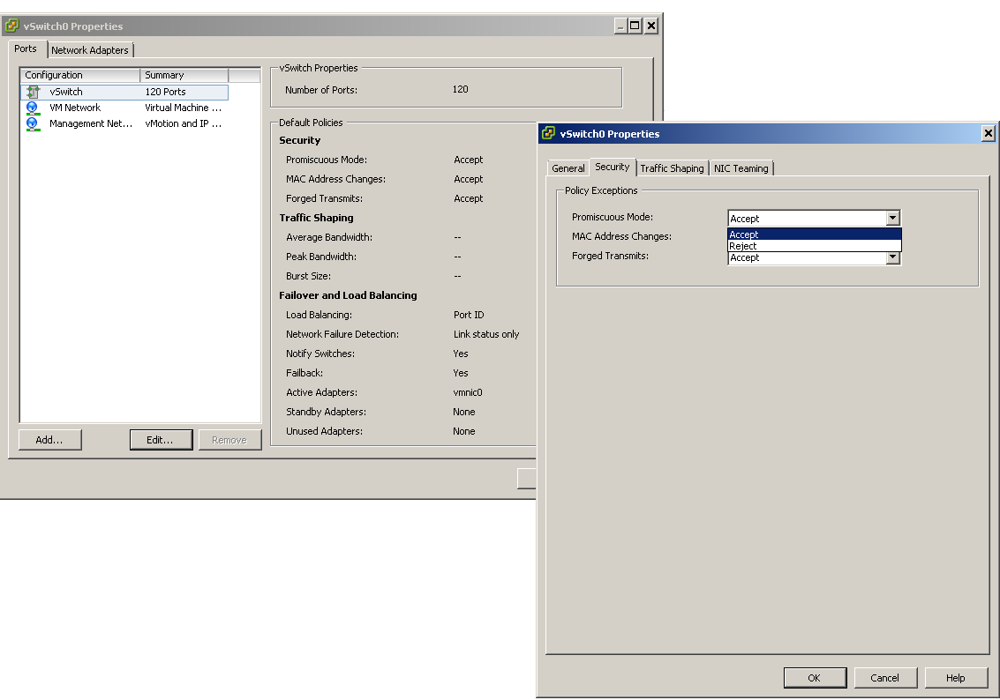 vSwitch0 Properties
Ports Network Adapters
Configuration Summary
vSwitch 120 Ports
VM Network Virtual Machine ...
Management Net... vMotion and IP ...
Add... Edit... Remove
vSwitch Properties
Number of Ports: 120
Default Policies
Security
Promiscuous Mode: Accept
MAC Address Changes: Accept
Forged Transmits: Accept
Traffic Shaping
Average Bandwidth: --
Peak Bandwidth: --
Burst Size: --
Failover and Load Balancing
Load Balancing: Port ID
Network Failure Detection: Link status only
Notify Switches: Yes
Failback: Yes
Active Adapters: vmnic0
Standby Adapters: None
Unused Adapters: None
vSwitch0 Properties
General Security Traffic Shaping NIC Teaming
Policy Exceptions
Promiscuous Mode: Accept
Accept
MAC Address Changes:
Reject
Forged Transmits: Accept
OK Cancel Help